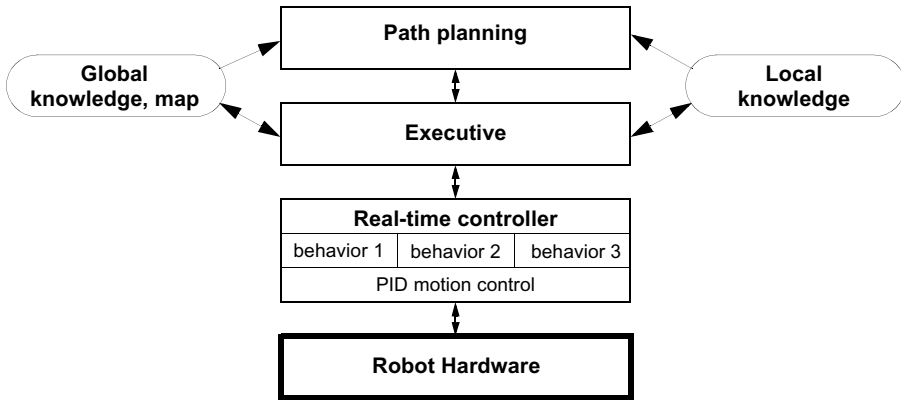 Path planning
Global
knowledge, map
Local
knowledge
Executive
Real-time controller
behavior 1
behavior 2
behavior 3
PID motion control
Robot Hardware